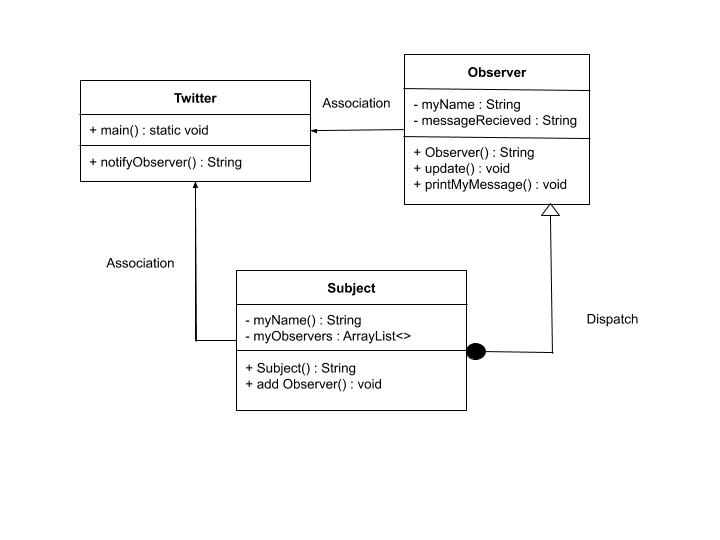 Twitter
+ main() : static void
+ notifyObserver() : String
Association
Observer
- myName : String
- messageRecieved : String
+ Observer() : String
+ update() : void
+ printMyMessage() : void
Association
Subject
- myName() : String
- myObservers : ArrayList<>
+ Subject() : String
+ add Observer() : void
Dispatch